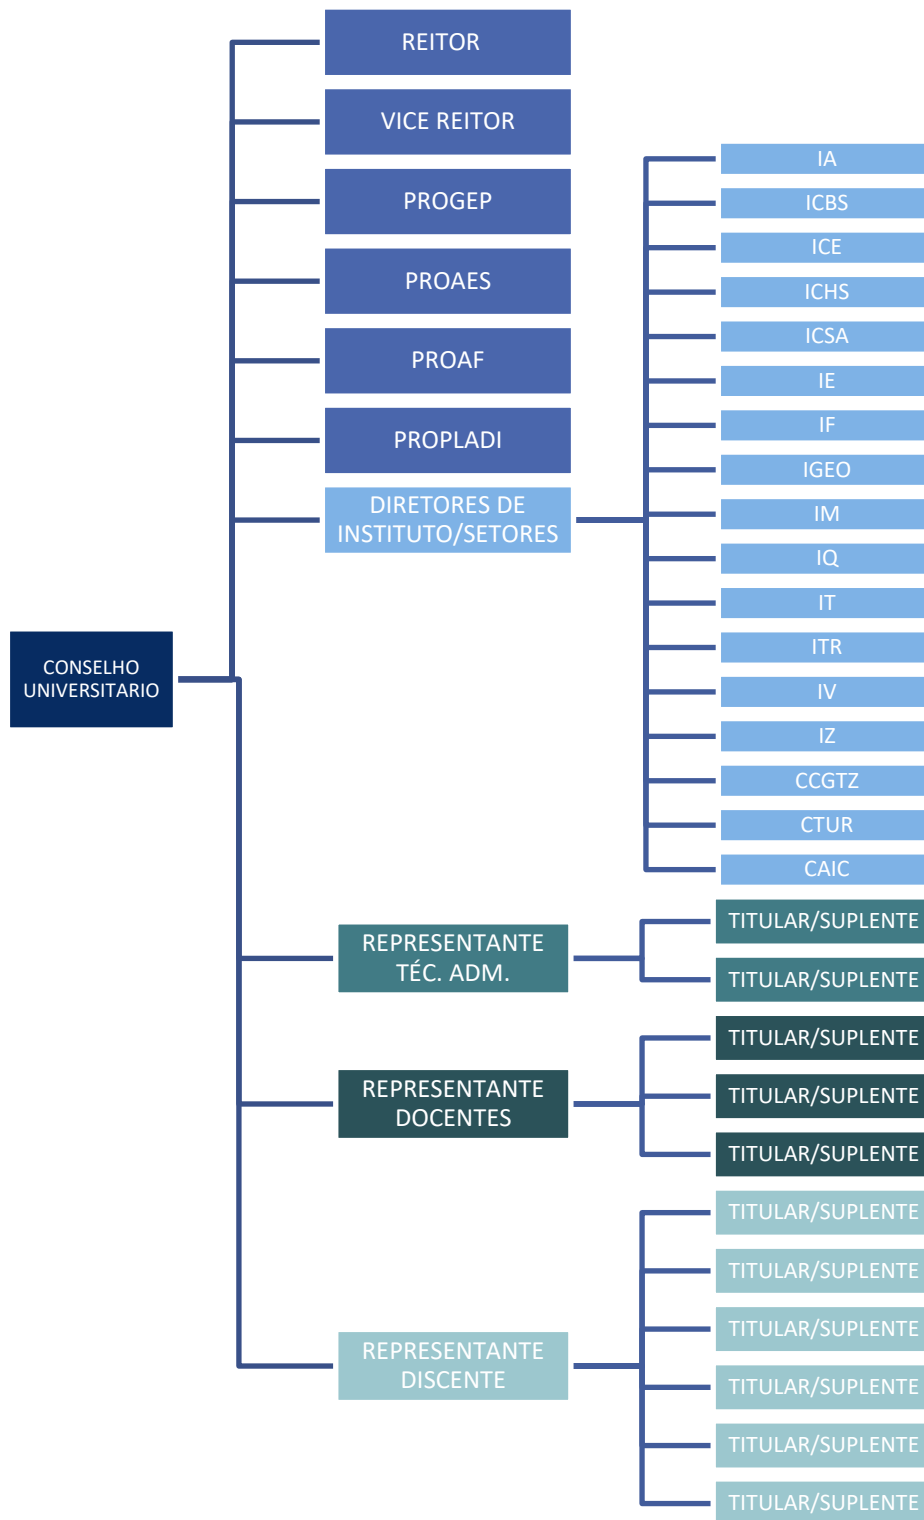 REITOR
VICE REITOR
PROGEP
PROAES
PROAF
PROPLADI
DIRETORES DE
INSTITUTO/SETORES
IA
ICBS
ICE
ICHS
ICSA
IE
IF
IGEO
IM
IQ
IT
ITR
IV
IZ
CCGTZ
CTUR
CAIC
CONSELHO
UNIVERSITARIO
REPRESENTANTE
TÉC. ADM.
TITULAR/SUPLENTE
TITULAR/SUPLENTE
REPRESENTANTE
DOCENTES
TITULAR/SUPLENTE
TITULAR/SUPLENTE
TITULAR/SUPLENTE
REPRESENTANTE
DISCENTE
TITULAR/SUPLENTE
TITULAR/SUPLENTE
TITULAR/SUPLENTE
TITULAR/SUPLENTE
TITULAR/SUPLENTE
TITULAR/SUPLENTE